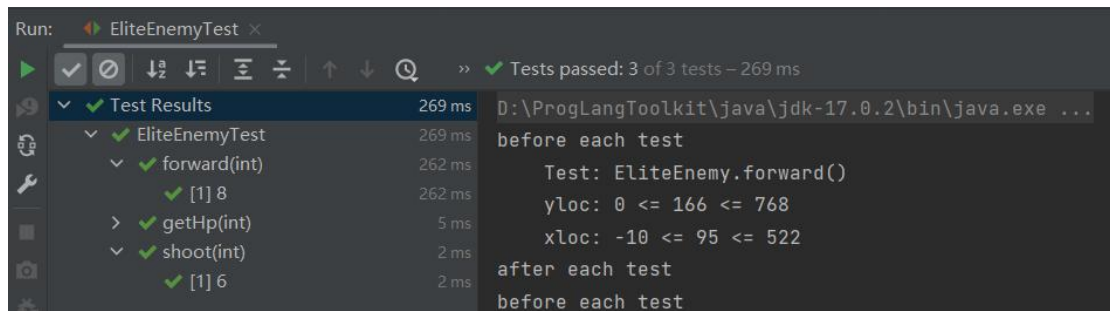 Run: EliteEnemyTest
Tests passed: 3 of 3 tests – 269 ms
Test Results 269 ms
EliteEnemyTest 269 ms
forward(int) 262 ms
[1] 8 262 ms
getHp(int) 5 ms
shoot(int) 2 ms
[1] 6 2 ms
D:\ProgLangToolkit\java\jdk-17.0.2\bin\java.exe ...
before each test
Test: EliteEnemy.forward()
yloc: 0 <= 166 <= 768
xloc: -10 <= 95 <= 522
after each test
before each test